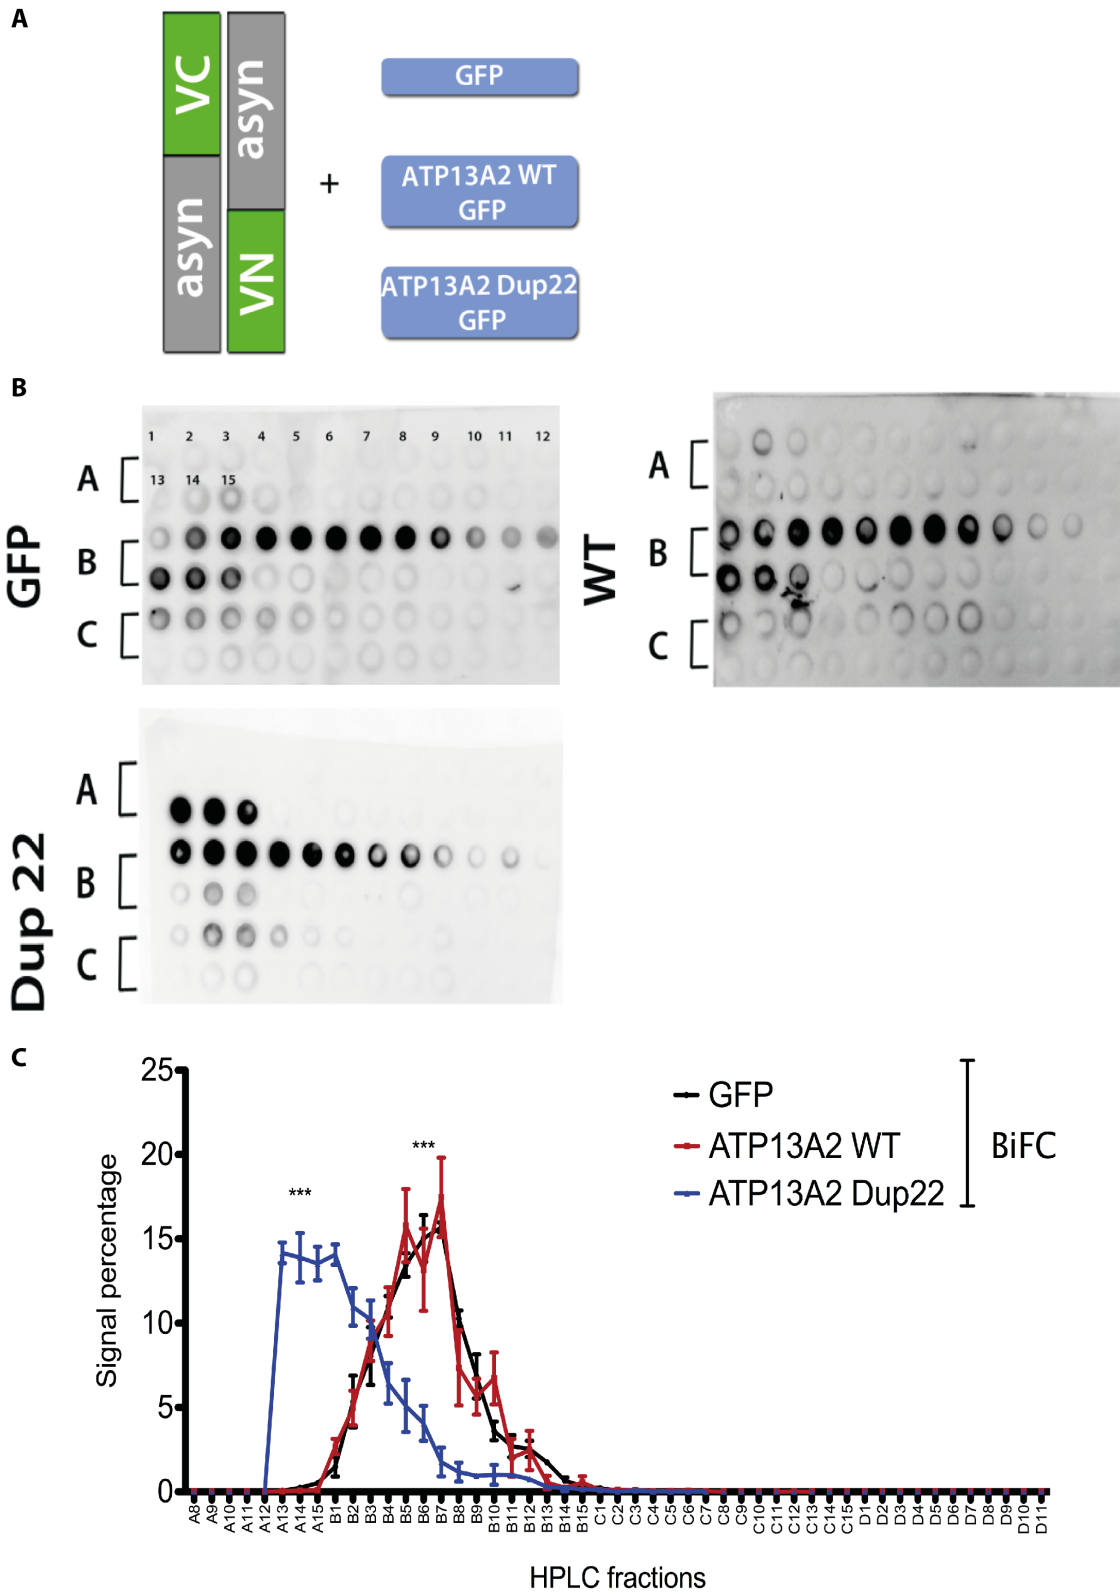 A
VC
asyn
asyn
VN
+
GFP
ATP13A2 WT
GFP
ATP13A2 Dup22
GFP
B
GFP
1 2 3 4 5 6 7 8 9 10 11 12
A
13 14 15
B
C
WT
A
B
C
Dup 22
A
B
C
C
Signal percentage
25
20
15
10
5
0
***
***
GFP
ATP13A2 WT
ATP13A2 Dup22
BiFC
A8 A9 A10 A11 A12 A13 A14 A15 B1 B2 B3 B4 B5 B6 B7 B8 B9 B10 B11 B12 B13 B14 B15 C1 C2 C3 C4 C5 C6 C7 C8 C9 C10 C11 C12 C13 C14 C15 D1 D2 D3 D4 D5 D6 D7 D8 D9 D10 D11
HPLC fractions